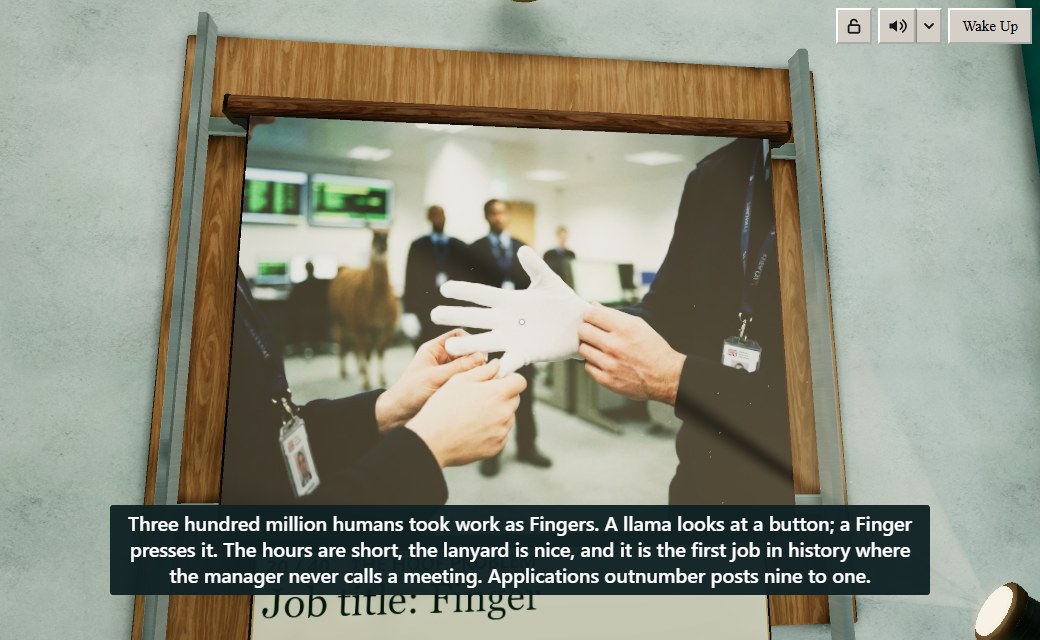 Wake Up
Three hundred million humans took work as Fingers. A llama looks at a button; a Finger
presses it. The hours are short, the lanyard is nice, and it is the first job in history where
the manager never calls a meeting. Applications outnumber posts nine to one.
Job title: Finger